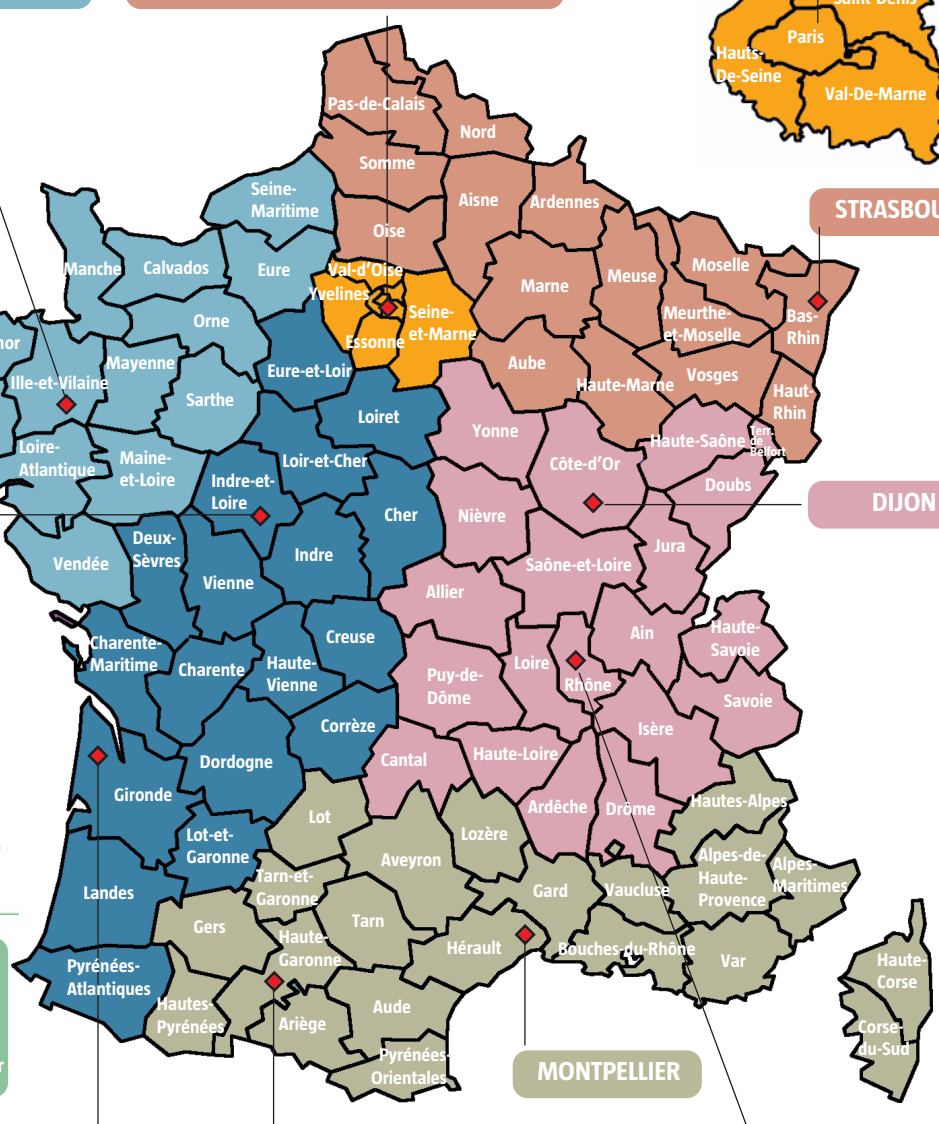 Saint-Denis
Paris
Hauts-
De-Seine
Val-De-Marne
Pas-de-Calais
Nord
Somme
Seine-
Maritime
Aisne
Ardennes
STRASBOU
Oise
Manche
Calvados
Eure
Val-d'Oise
Yvelines
Seine-
et-Marne
Essonne
Marne
Meuse
Moselle
Meurthe-
et-Moselle
Bas-
Rhin
nor
Orne
Mayenne
Ille-et-Vilaine
Sarthe
Eure-et-Loir
Aube
Haute-Marne
Vosges
Haut-
Rhin
Loiret
Yonne
Loire-
Atlantique
Maine-
et-Loire
Indre-et-
Loire
Loir-et-Cher
Côte-d'Or
Haute-Saône
Terr.
de
Belfort
Doubs
DIJON
Cher
Nièvre
Vendée
Deux-
Sèvres
Vienne
Indre
Saône-et-Loire
Jura
Allier
Charente-
Maritime
Charente
Haute-
Vienne
Creuse
Puy-de-
Dôme
Loire
Rhône
Ain
Haute-
Savoie
Savoie
Corrèze
Isère
Dordogne
Cantal
Haute-Loire
Gironde
Ardèche
Drôme
Hautes-Alpes
Lot
Lot-et-
Garonne
Lozère
Aveyron
Landes
Tarn-et-
Garonne
Gard
Vaucluse
Alpes-de-
Haute-
Provence
Alpes-
Maritimes
Gers
Haute-
Garonne
Tarn
Hérault
Bouches-du-Rhône
Var
Pyrénées-
Atlantiques
Hautes-
Pyrénées
Ariège
Aude
Pyrénées-
Orientales
Haute-
Corse
Corse-
du-Sud
MONTPELLIER